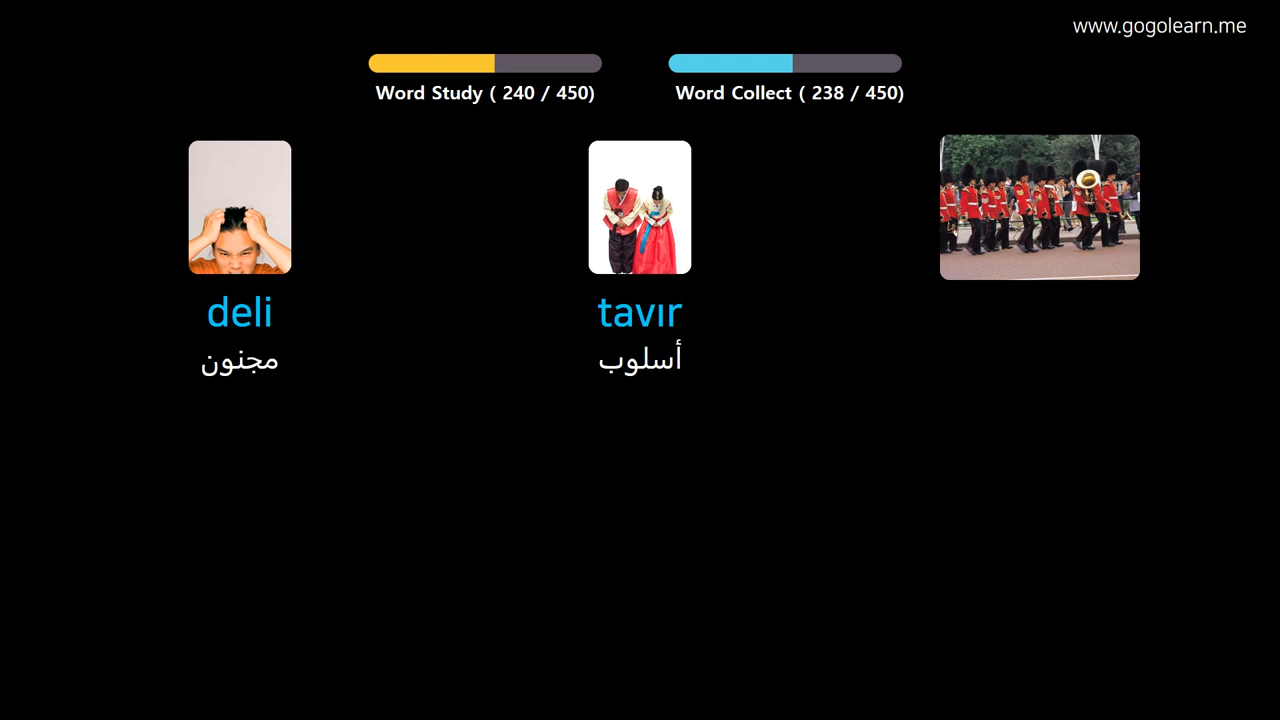 www.gogolearn.me
Word Study ( 240 / 450)
Word Collect ( 238 / 450)
deli
مجنون
tavır
أسلوب